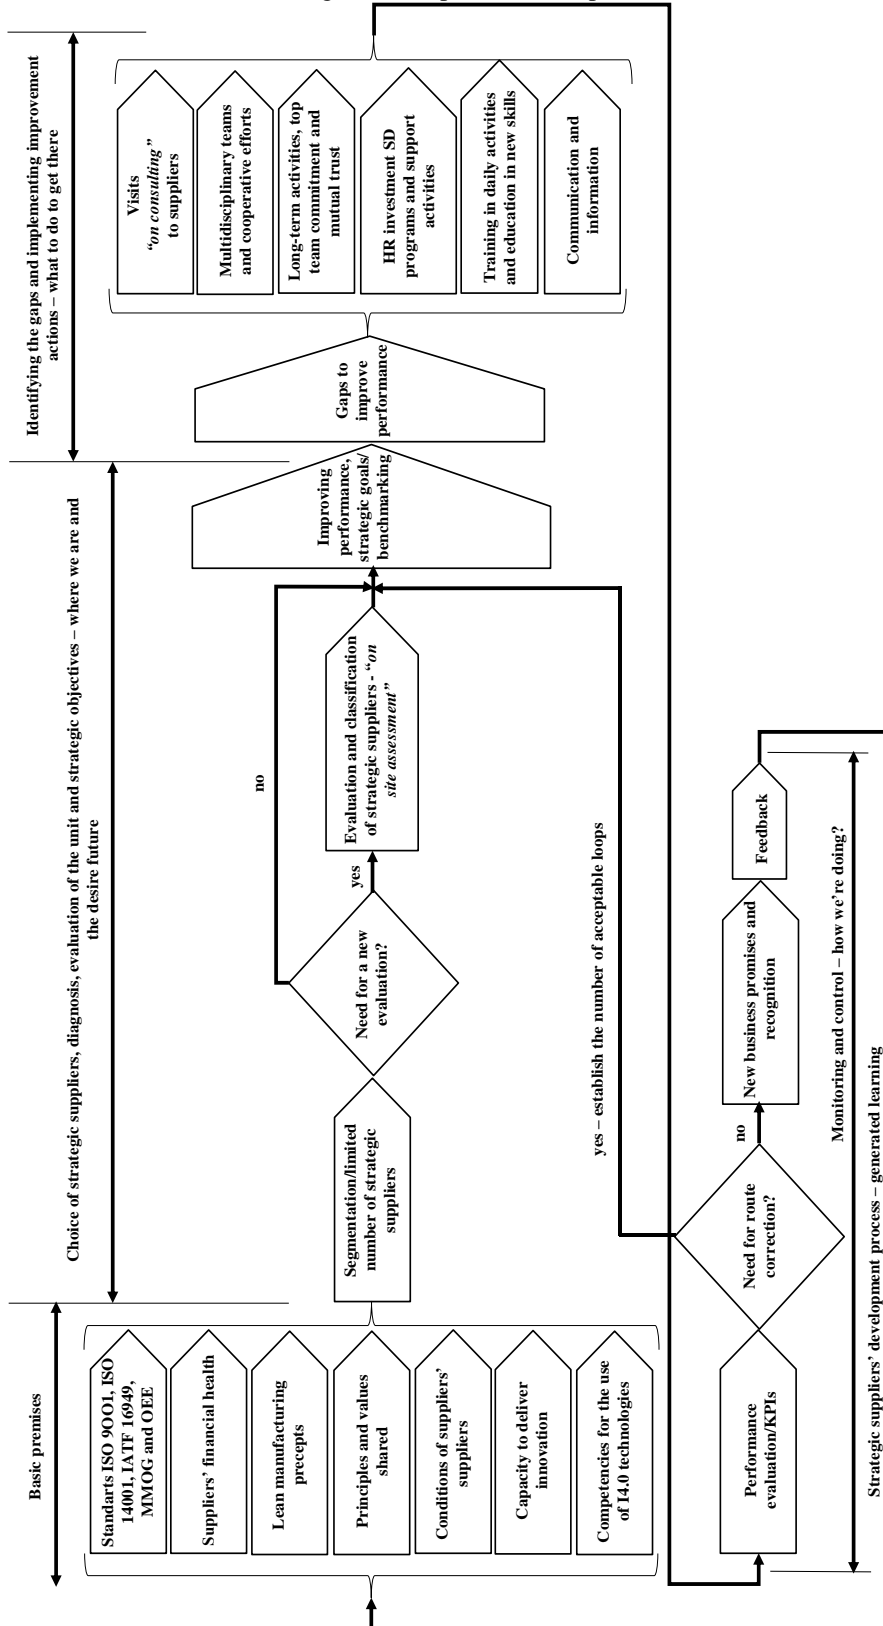 Basic premises
Standarts ISO 9OO1, ISO
14001, IATF 16949,
MMOG and OEE
Suppliers' financial health
Lean manufacturing
precepts
Principles and values
shared
Conditions of suppliers'
suppliers
Capacity to deliver
innovation
Competencies for the use
of I4.0 technologies
Choice of strategic suppliers, diagnosis, evaluation of the unit and strategic objectives – where we are and
the desire future
Segmentation/limited
number of strategic
suppliers
Need for a new
evaluation?
yes
no
Evaluation and classification
of strategic suppliers - “on
site assessment”
Improving
performance,
strategic goals/
benchmarking
Identifying the gaps and implementing improvement
actions – what to do to get there
Gaps to
improve
performance
Visits
“on consulting”
to suppliers
Multidisciplinary teams
and cooperative efforts
Long-term activities, top
team commitment and
mutual trust
HR investment SD
programs and support
activities
Training in daily activities
and education in new skills
Communication and
information
yes – establish the number of acceptable loops
Performance
evaluation/KPIs
Need for route
correction?
no
New business promises and
recognition
Feedback
Monitoring and control – how we're doing?
Strategic suppliers' development process – generated learning